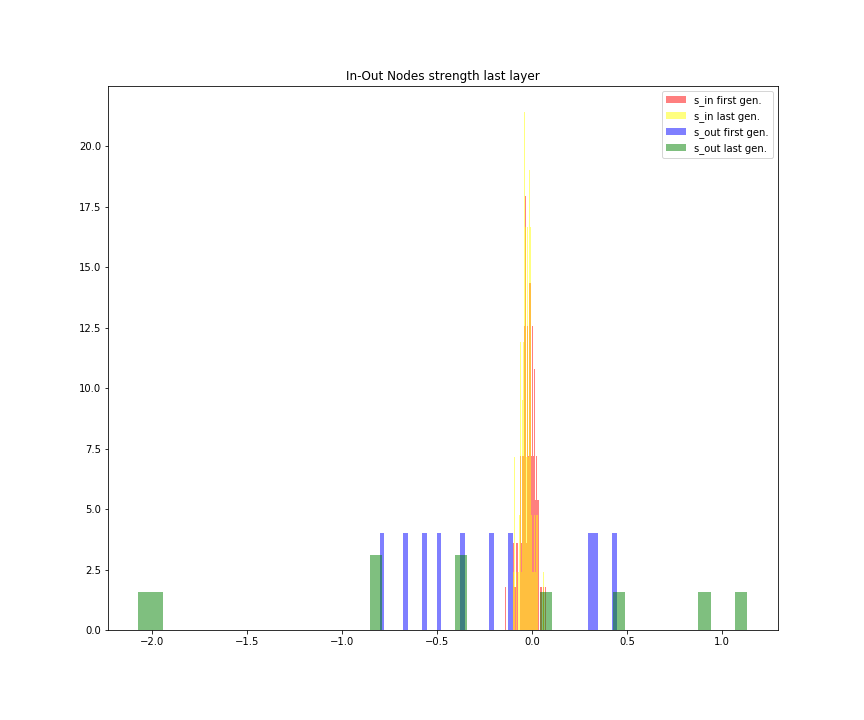 In-Out Nodes strength last layer
s_in first gen.
s_in last gen.
s_out first gen.
s_out last gen.
20.0
17.5
15.0
12.5
10.0
7.5
5.0
2.5
0.0
−2.0 −1.5 −1.0 −0.5 0.0 0.5 1.0